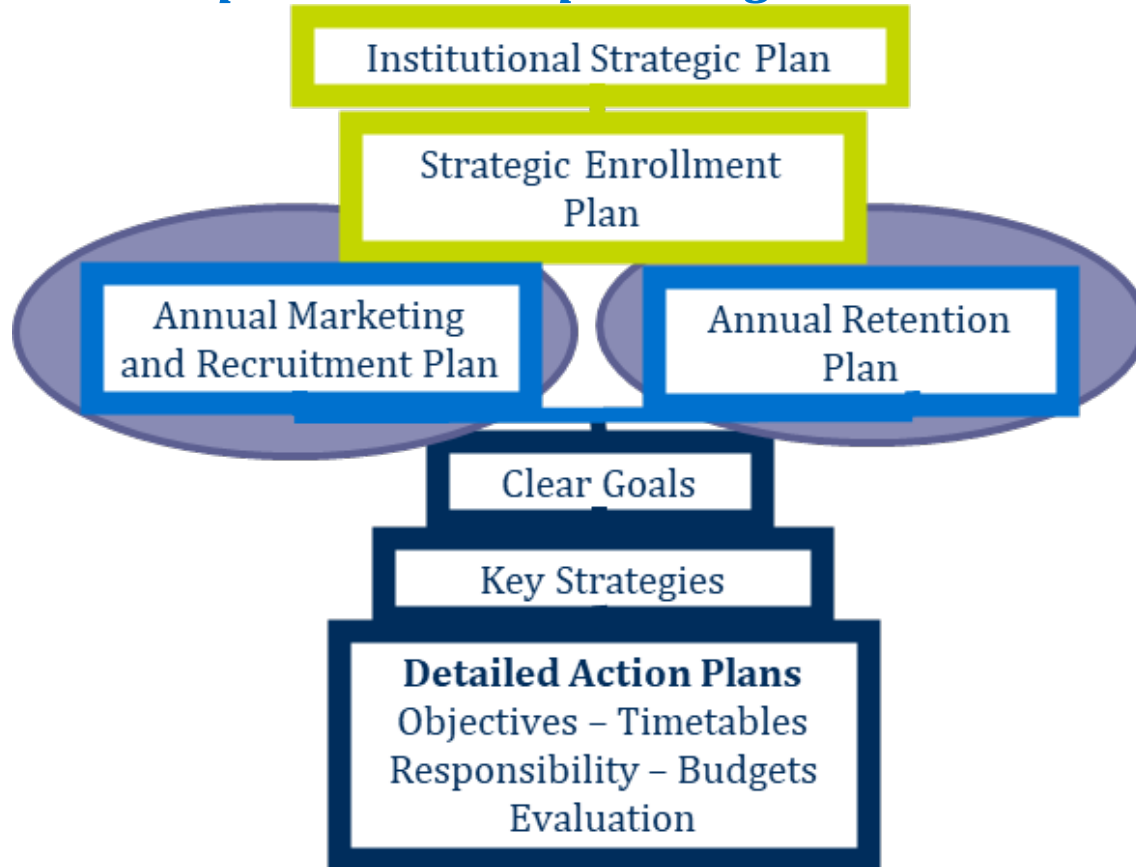 Institutional Strategic Plan
Strategic Enrollment
Plan
Annual Marketing
and Recruitment Plan
Annual Retention
Plan
Clear Goals
Key Strategies
Detailed Action Plans
Objectives – Timetables
Responsibility – Budgets
Evaluation